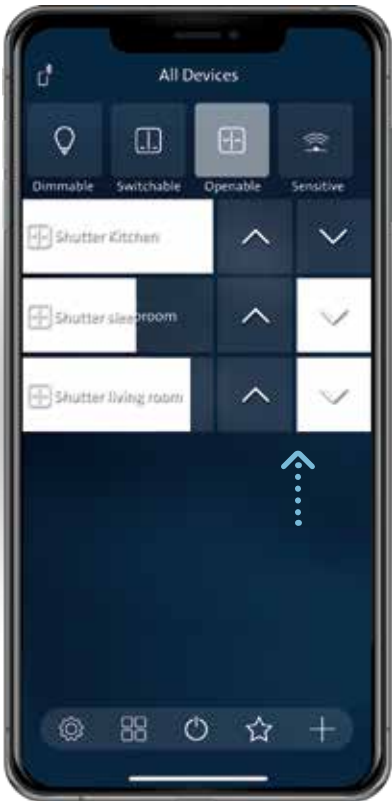 All Devices
Dimmable Switchable Openable Sensitive
Shutter Kitchen
Shutter sleeproom
Shutter living room